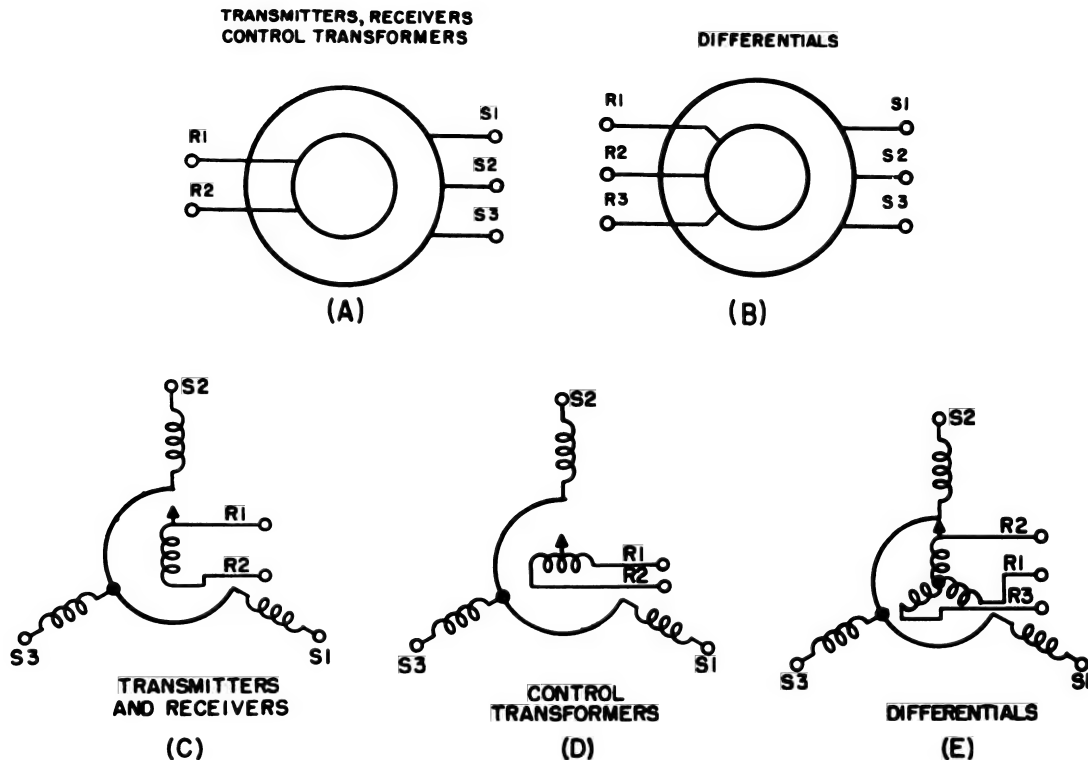 TRANSMITTERS, RECEIVERS
CONTROL TRANSFORMERS
DIFFERENTIALS
R1
R2
S1
S2
S3
(A)
R1
R2
R3
S1
S2
S3
(B)
S2
R1
R2
S3
S1
TRANSMITTERS
AND RECEIVERS
(C)
S2
R1
R2
S3
S1
CONTROL
TRANSFORMERS
(D)
S2
R2
R1
R3
S3
S1
DIFFERENTIALS
(E)